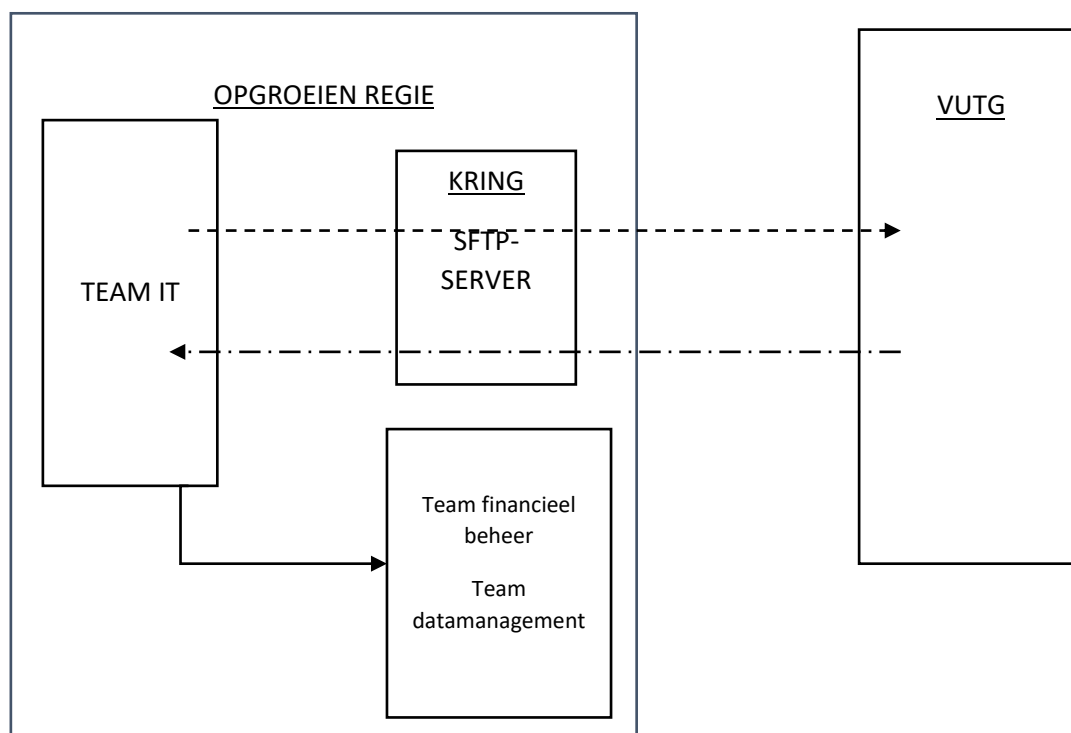 OPGROEIEN REGIE
VUTG
KRING
SFTP-
SERVER
TEAM IT
Team financieel
beheer
Team
datamanagement